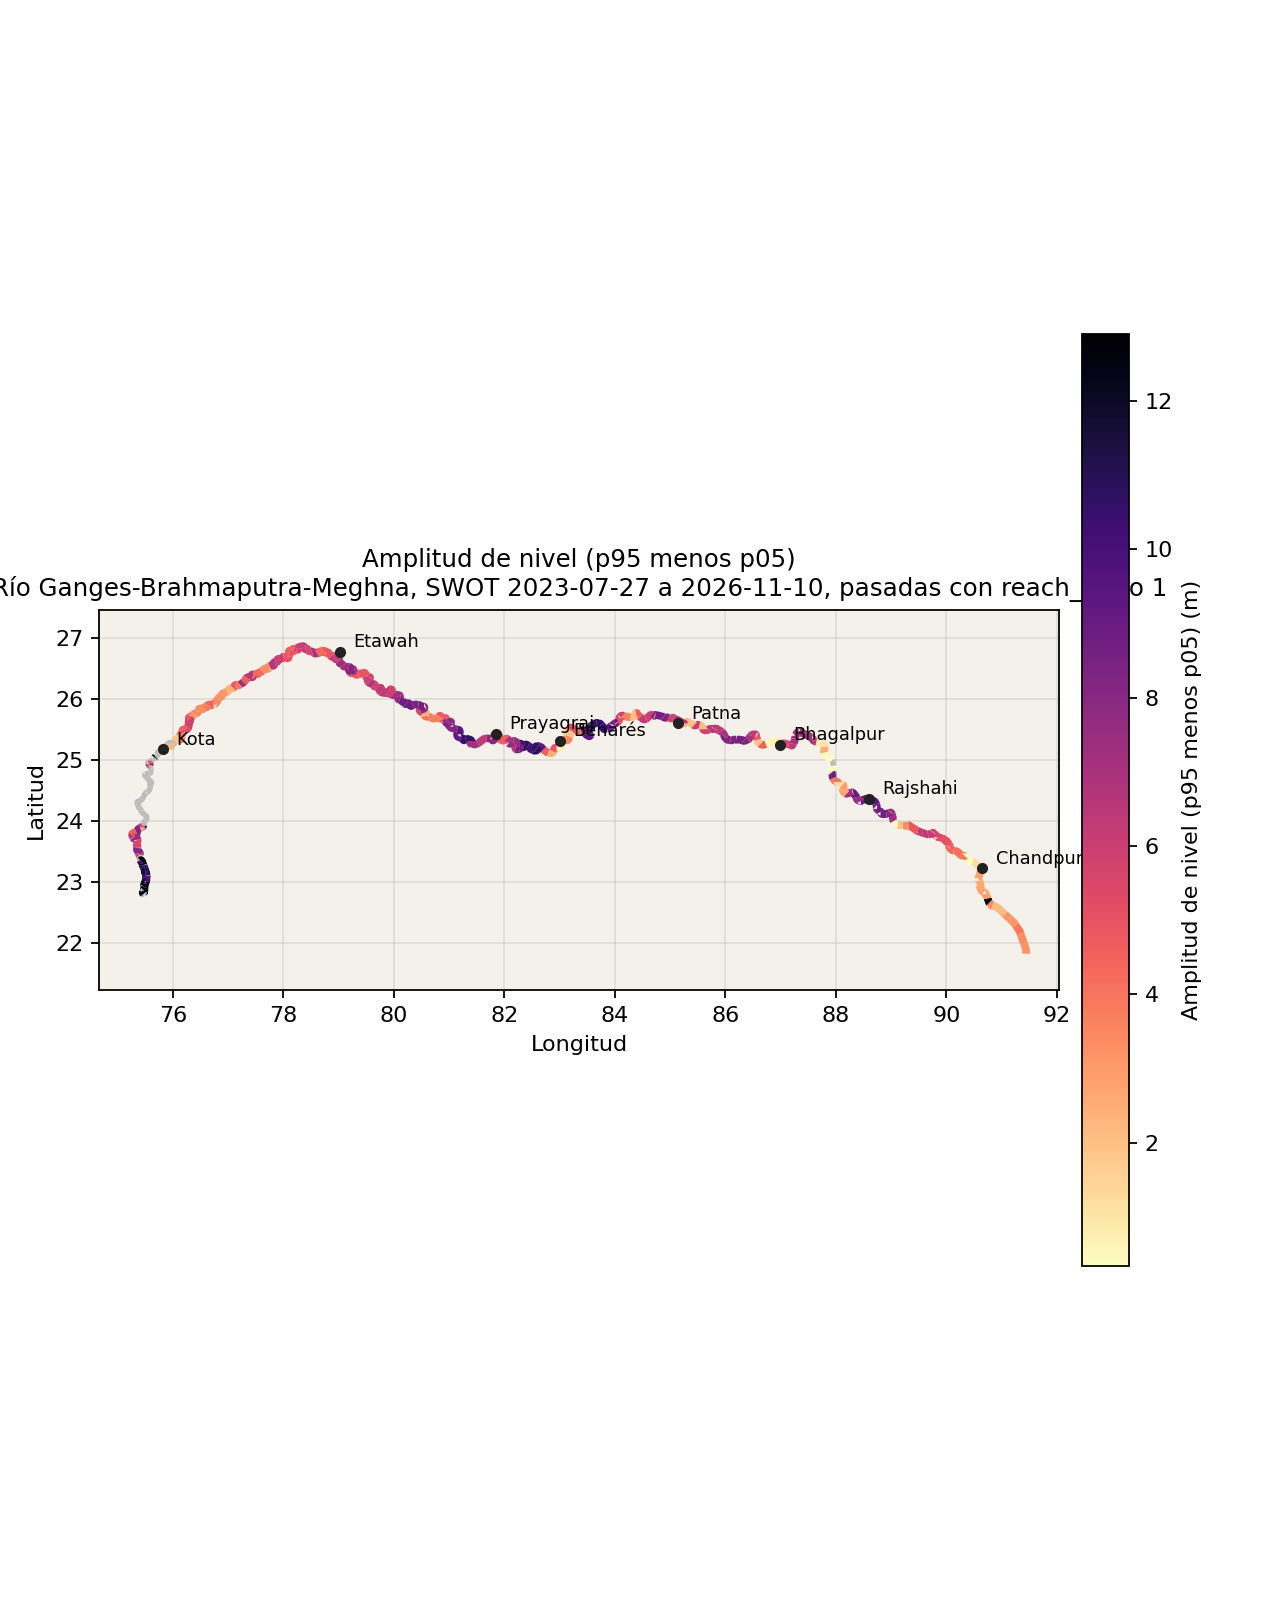 Amplitud de nivel (p95 menos p05)
Río Ganges-Brahmaputra-Meghna, SWOT 2023-07-27 a 2026-11-10, pasadas con reach_ o 1
27
26
25
24
23
22
Latitud
76
78
80
82
84
86
88
90
92
Longitud
Etawah
Kota
Prayagraj
Benarés
Patna
Bhagalpur
Rajshahi
Chandpur
12
10
8
6
4
2
Amplitud de nivel (p95 menos p05) (m)